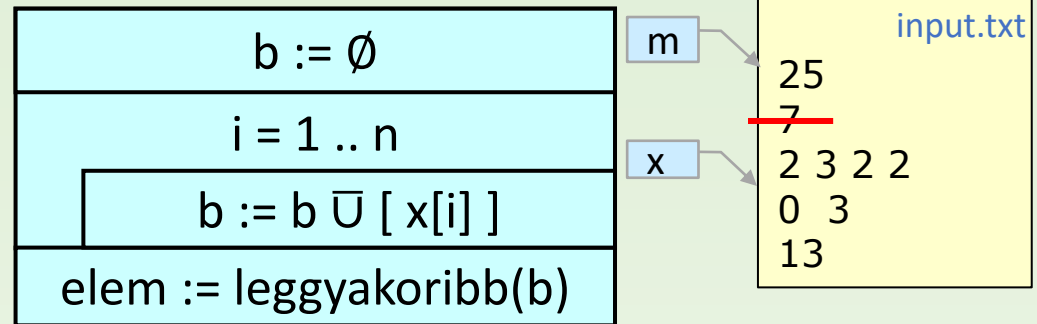 b := ∅
i = 1 .. n
b := b U̅ [ x[i] ]
elem := leggyakoribb(b)
m
x
input.txt
25
7
2 3 2 2
0 3
13